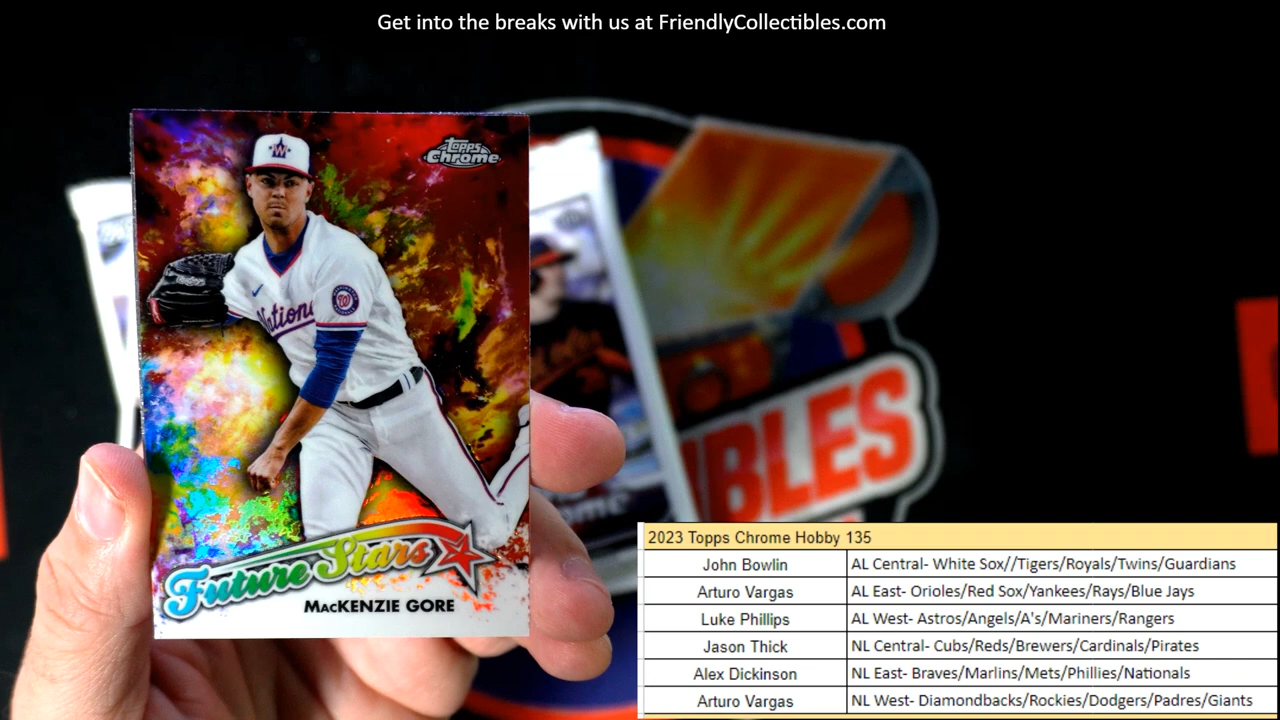 Get into the breaks with us at FriendlyCollectibles.com
Topps
Chrome
W
Nation
W
Future Stars
MacKENZIE GORE
IBLES
2023 Topps Chrome Hobby 135
John Bowlin AL Central- White Sox//Tigers/Royals/Twins/Guardians
Arturo Vargas AL East- Orioles/Red Sox/Yankees/Rays/Blue Jays
Luke Phillips AL West- Astros/Angels/A's/Mariners/Rangers
Jason Thick NL Central- Cubs/Reds/Brewers/Cardinals/Pirates
Alex Dickinson NL East- Braves/Marlins/Mets/Phillies/Nationals
Arturo Vargas NL West- Diamondbacks/Rockies/Dodgers/Padres/Giants